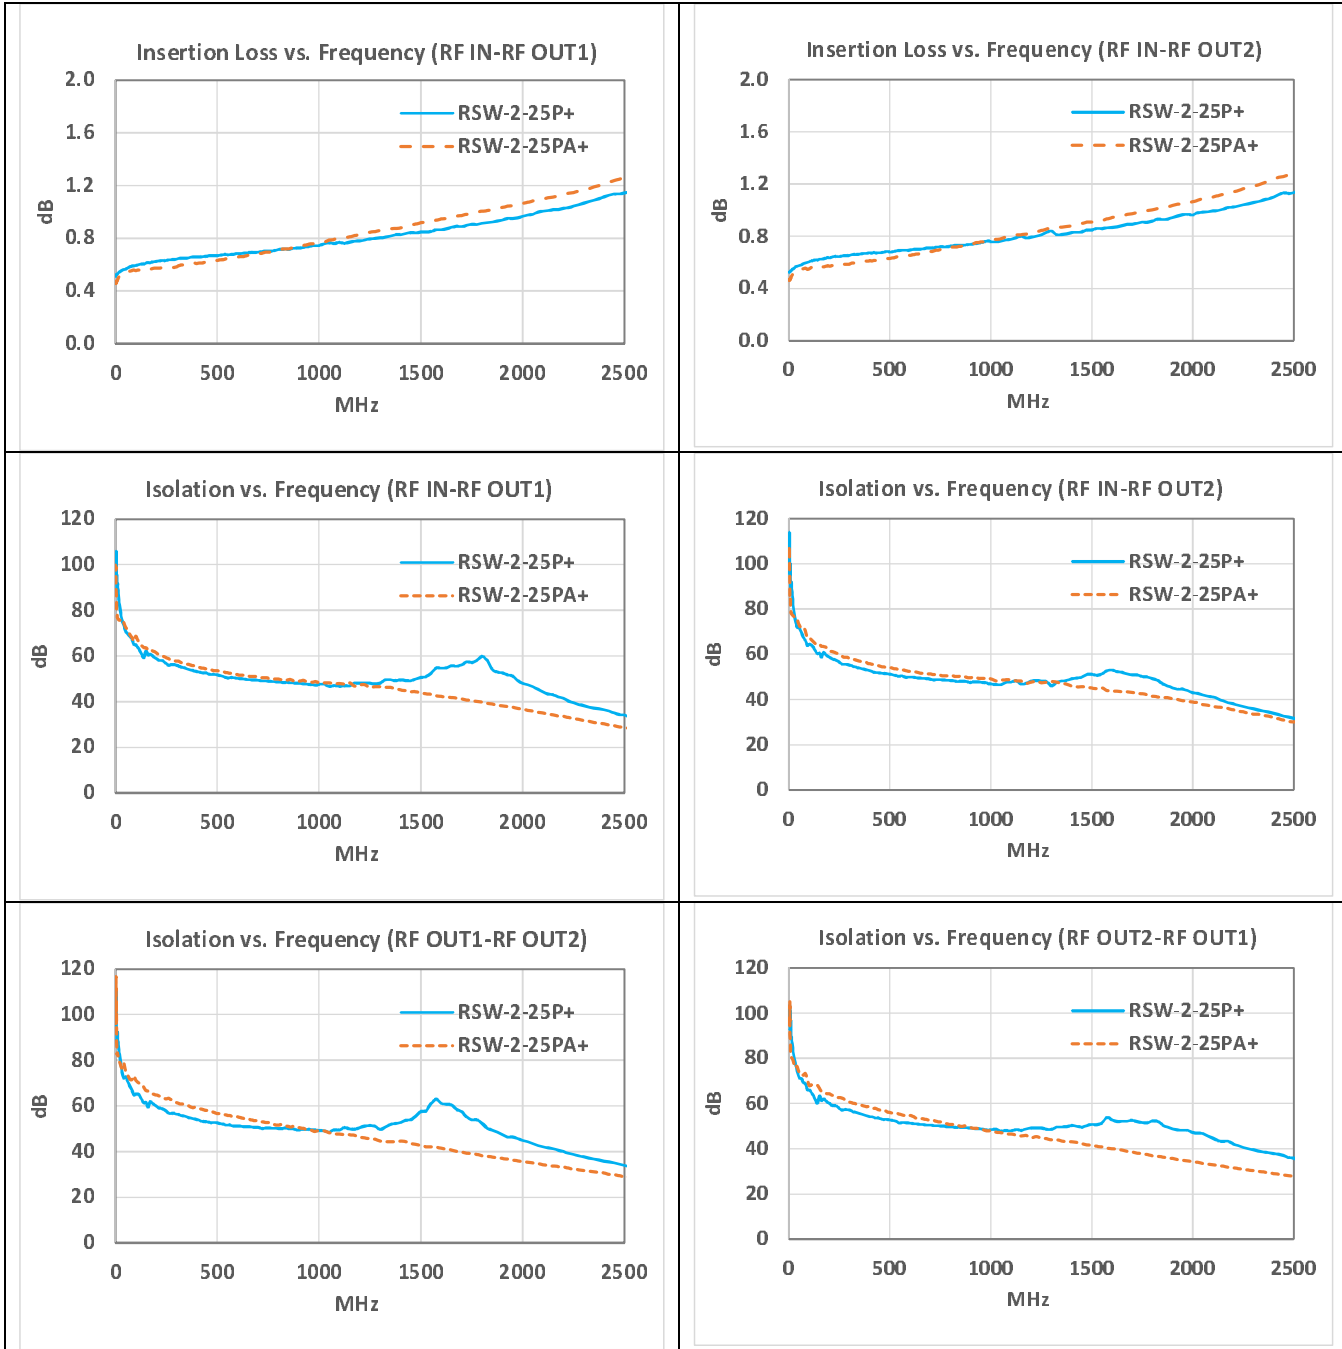 Insertion Loss vs. Frequency (RF IN-RF OUT1)
2.0
1.6
1.2
0.8
0.4
0.0
dB
RSW-2-25P+
RSW-2-25PA+
0 500 1000 1500 2000 2500
MHz
Insertion Loss vs. Frequency (RF IN-RF OUT2)
2.0
1.6
1.2
0.8
0.4
0.0
dB
RSW-2-25P+
RSW-2-25PA+
0 500 1000 1500 2000 2500
MHz
Isolation vs. Frequency (RF IN-RF OUT1)
120
100
80
60
40
20
0
dB
RSW-2-25P+
RSW-2-25PA+
0 500 1000 1500 2000 2500
MHz
Isolation vs. Frequency (RF IN-RF OUT2)
120
100
80
60
40
20
0
dB
RSW-2-25P+
RSW-2-25PA+
0 500 1000 1500 2000 2500
MHz
Isolation vs. Frequency (RF OUT1-RF OUT2)
120
100
80
60
40
20
0
dB
RSW-2-25P+
RSW-2-25PA+
0 500 1000 1500 2000 2500
MHz
Isolation vs. Frequency (RF OUT2-RF OUT1)
120
100
80
60
40
20
0
dB
RSW-2-25P+
RSW-2-25PA+
0 500 1000 1500 2000 2500
MHz